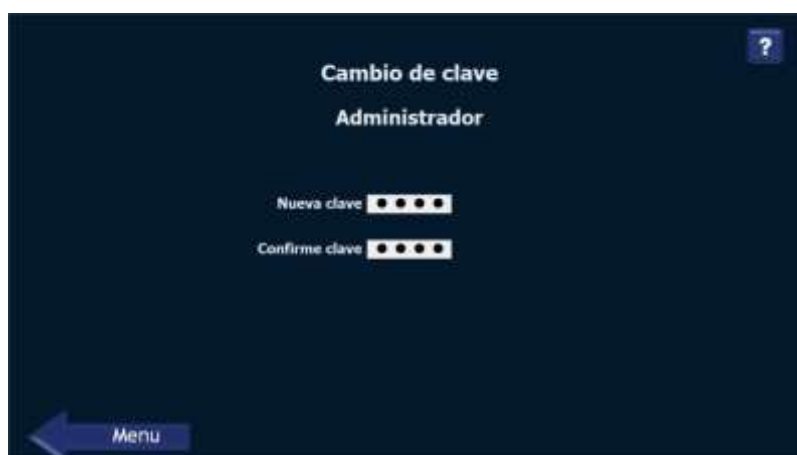 ?
Cambio de clave
Administrador
Nueva clave ●●●●
Confirme clave ●●●●
Menu